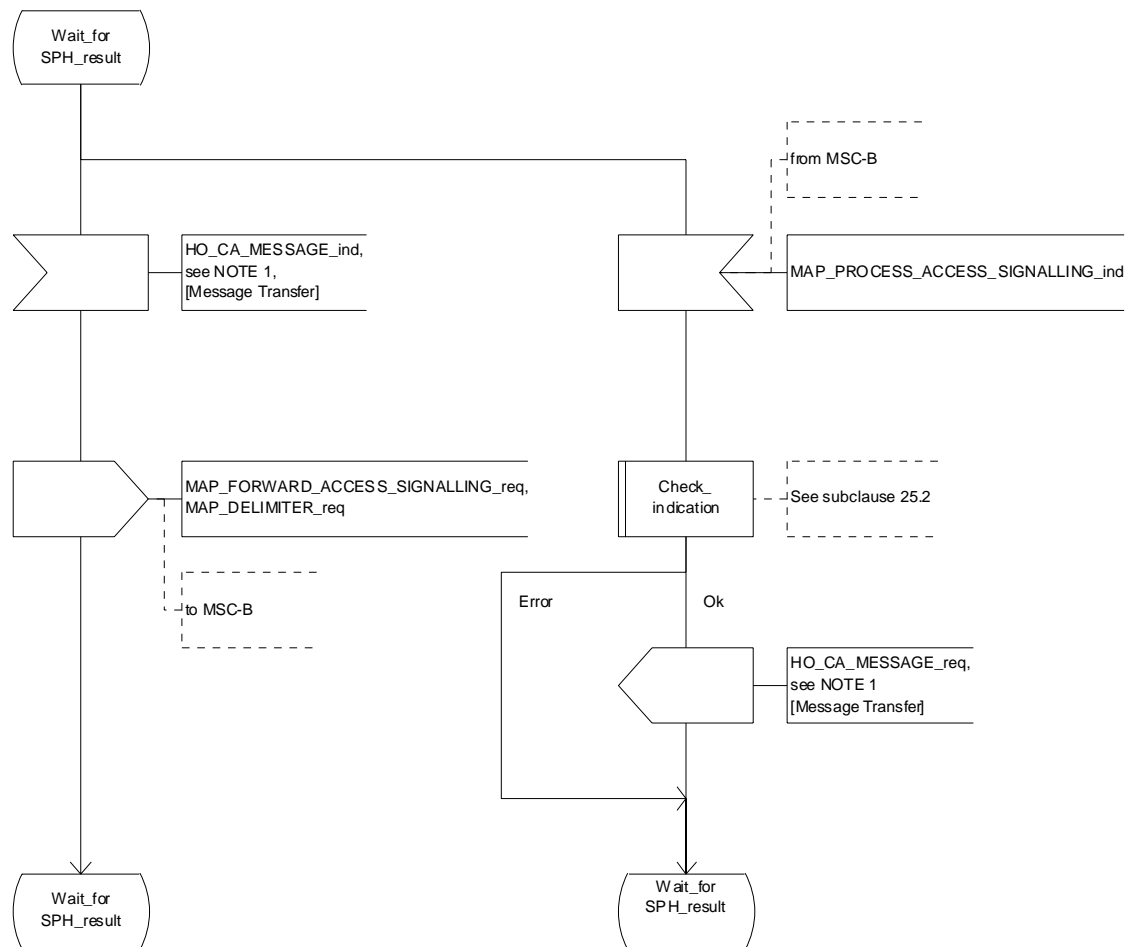 Wait_for
SPH_result
from MSC-B
HO_CA_MESSAGE_ind,
see NOTE 1,
[Message Transfer]
MAP_PROCESS_ACCESS_SIGNALLING_ind
MAP_FORWARD_ACCESS_SIGNALLING_req,
MAP_DELIMITER_req
Check_
indication
See subclause 25.2
to MSC-B
Error
Ok
HO_CA_MESSAGE_req,
see NOTE 1
[Message Transfer]
Wait_for
SPH_result
Wait_for
SPH_result